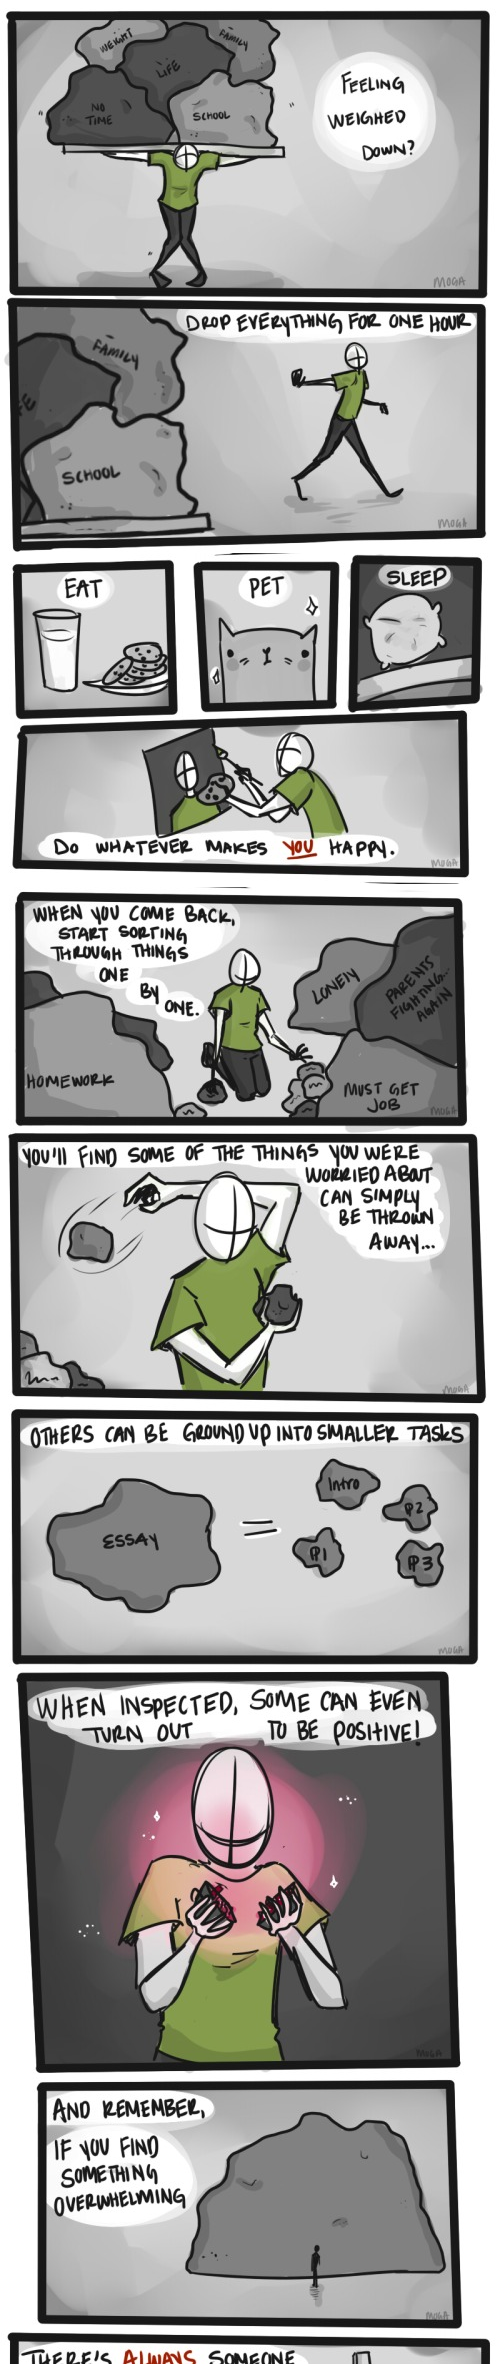 WEIGHT
FAMILY
LIFE
NO
TIME
SCHOOL
FEELING
WEIGHED
DOWN?
MOGA
DROP EVERYTHING FOR ONE HOUR
FAMILY
FE
SCHOOL
MOGA
EAT
PET
SLEEP
DO WHATEVER MAKES YOU HAPPY.
MOGA
WHEN YOU COME BACK,
START SORTING
THROUGH THINGS
ONE
BY
ONE.
LONELY
PARENTS
FIGHTING...
AGAIN
HOMEWORK
MUST GET
JOB
MOGA
YOU'll FIND SOME OF THE THINGS YOU WERE
WORRIED ABOUT
CAN SIMPLY
BE THROWN
AWAY...
MOGA
OTHERS CAN BE GROUND UP INTO SMALLER TASKS
ESSAY
=
Intro
P1
P2
P3
MOGA
WHEN INSPECTED, SOME CAN EVEN
TURN OUT TO BE POSITIVE!
MOGA
AND REMEMBER,
IF YOU FIND
SOMETHING
OVERWHELMING
MOGA
THERE'S ALWAYS SOMEONE